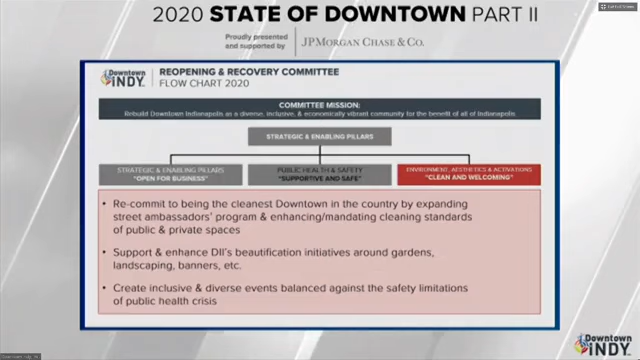 2020 STATE OF DOWNTOWN PART II
Proudly presented
and supported by
JPMORGAN CHASE & CO.
Downtown
iNDY.
REOPENING & RECOVERY COMMITTEE
FLOW CHART 2020
COMMITTEE MISSION:
Rebuild Downtown Indianapolis as a diverse, inclusive, & economically vibrant community for the benefit of all of Indianapolis
STRATEGIC & ENABLING PILLARS
STRATEGIC & ENABLING PILLARS
"OPEN FOR BUSINESS"
PUBLIC HEALTH & SAFETY
"SUPPORTIVE AND SAFE"
ENVIRONMENT, AESTHETICS & ACTIVATIONS
"CLEAN AND WELCOMING"
• Re-commit to being the cleanest Downtown in the country by expanding
street ambassadors' program & enhancing/mandating cleaning standards
of public & private spaces
• Support & enhance DII's beautification initiatives around gardens,
landscaping, banners, etc.
• Create inclusive & diverse events balanced against the safety limitations
of public health crisis
Downtown
iNDY.